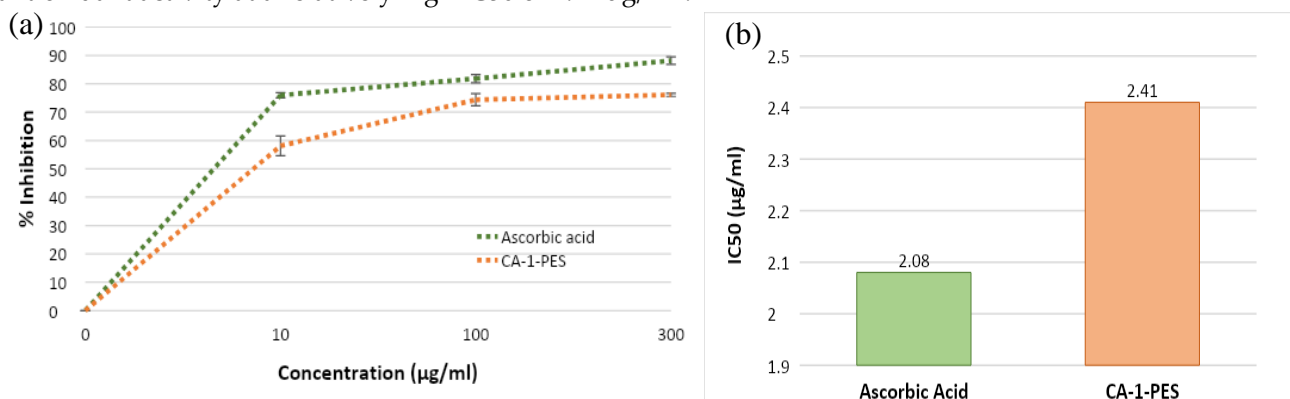 (a)
100
90
80
70
60
50
40
30
20
10
0
% Inhibition
Ascorbic acid
CA-1-PES
0 10 100 300
Concentration (µg/ml)
(b)
2.5
2.4
2.3
2.2
2.1
2
1.9
IC50 (µg/ml)
2.08
2.41
Ascorbic Acid CA-1-PES